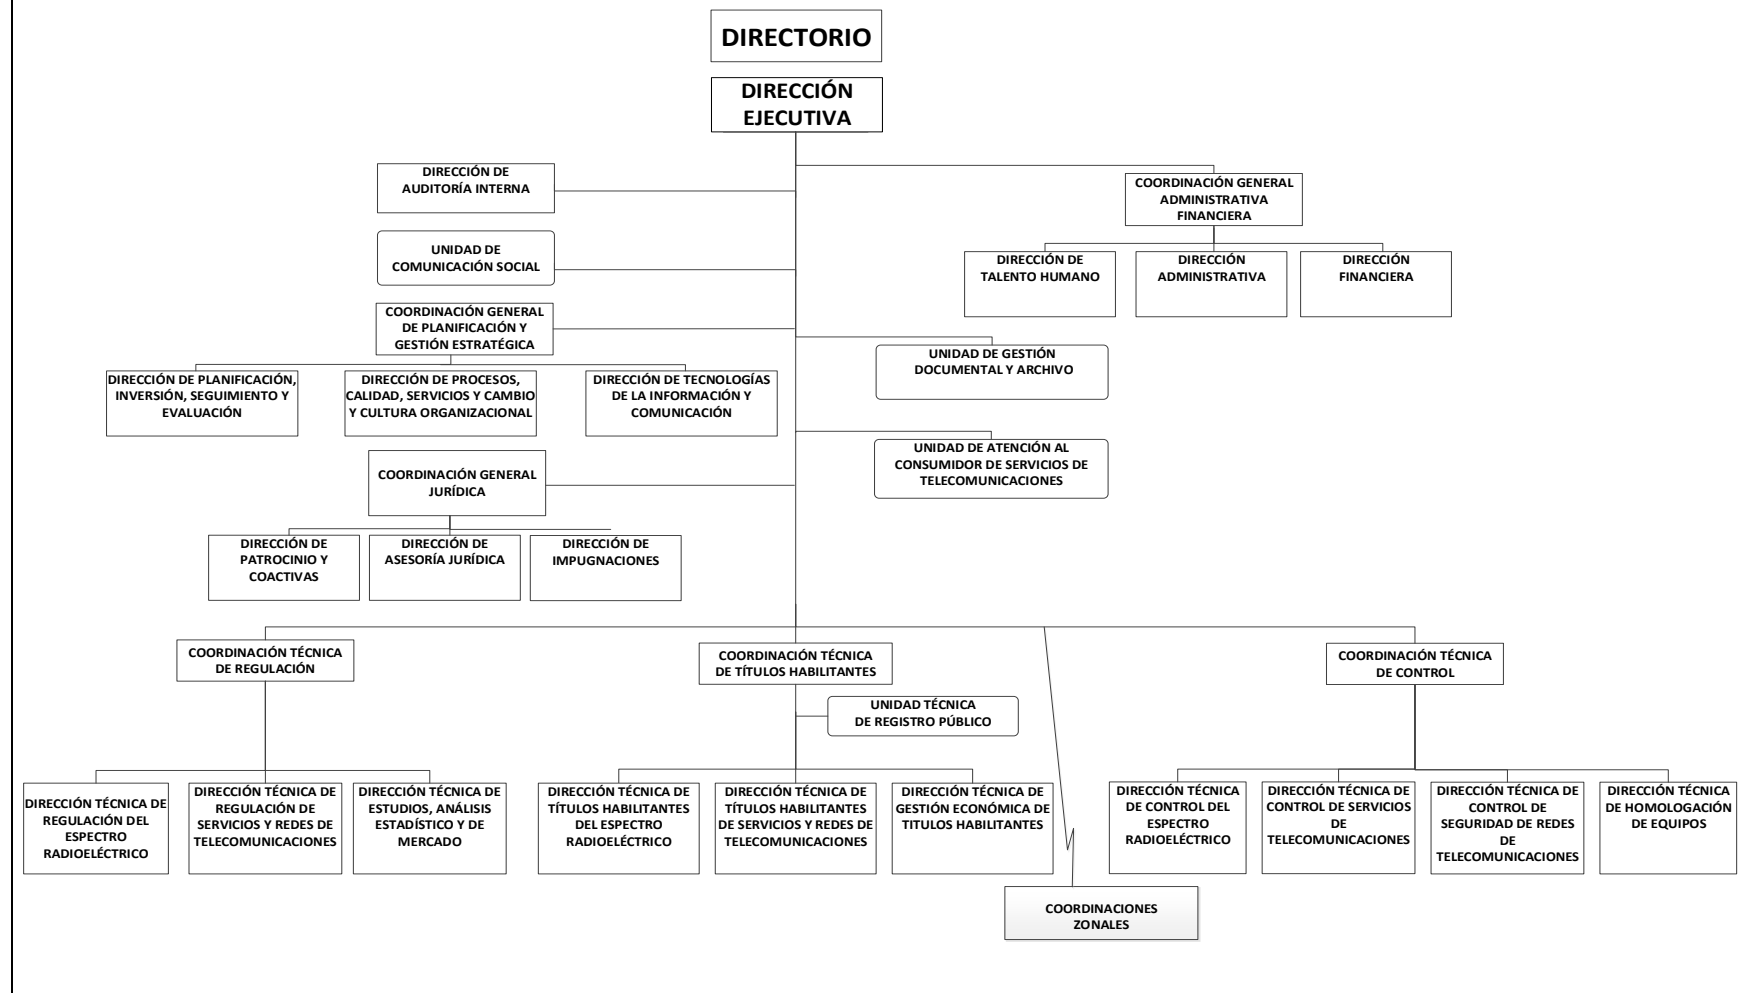 DIRECTORIO
DIRECCIÓN
EJECUTIVA
DIRECCIÓN DE
AUDITORÍA INTERNA
COORDINACIÓN GENERAL
ADMINISTRATIVA
FINANCIERA
UNIDAD DE
COMUNICACIÓN SOCIAL
DIRECCIÓN DE
TALENTO HUMANO
DIRECCIÓN
ADMINISTRATIVA
DIRECCIÓN
FINANCIERA
COORDINACIÓN GENERAL
DE PLANIFICACIÓN Y
GESTIÓN ESTRATÉGICA
UNIDAD DE GESTIÓN
DOCUMENTAL Y ARCHIVO
DIRECCIÓN DE PLANIFICACIÓN,
INVERSIÓN, SEGUIMIENTO Y
EVALUACIÓN
DIRECCIÓN DE PROCESOS,
CALIDAD, SERVICIOS Y CAMBIO
Y CULTURA ORGANIZACIONAL
DIRECCIÓN DE TECNOLOGÍAS
DE LA INFORMACIÓN Y
COMUNICACIÓN
UNIDAD DE ATENCIÓN AL
CONSUMIDOR DE SERVICIOS DE
TELECOMUNICACIONES
COORDINACIÓN GENERAL
JURÍDICA
DIRECCIÓN DE
PATROCINIO Y
COACTIVAS
DIRECCIÓN DE
ASESORÍA JURÍDICA
DIRECCIÓN DE
IMPUGNACIONES
COORDINACIÓN TÉCNICA
DE REGULACIÓN
COORDINACIÓN TÉCNICA
DE TÍTULOS HABILITANTES
COORDINACIÓN TÉCNICA
DE CONTROL
UNIDAD TÉCNICA
DE REGISTRO PÚBLICO
DIRECCIÓN TÉCNICA DE
REGULACIÓN DEL
ESPECTRO
RADIOELÉCTRICO
DIRECCIÓN TÉCNICA DE
REGULACIÓN DE
SERVICIOS Y REDES DE
TELECOMUNICACIONES
DIRECCIÓN TÉCNICA DE
ESTUDIOS, ANÁLISIS
ESTADÍSTICO Y DE
MERCADO
DIRECCIÓN TÉCNICA DE
TÍTULOS HABILITANTES
DEL ESPECTRO
RADIOELÉCTRICO
DIRECCIÓN TÉCNICA DE
TÍTULOS HABILITANTES
DE SERVICIOS Y REDES DE
TELECOMUNICACIONES
DIRECCIÓN TÉCNICA DE
GESTIÓN ECONÓMICA DE
TITULOS HABILITANTES
DIRECCIÓN TÉCNICA
DE CONTROL DEL
ESPECTRO
RADIOELÉCTRICO
DIRECCIÓN TÉCNICA DE
CONTROL DE SERVICIOS
DE
TELECOMUNICACIONES
DIRECCIÓN TÉCNICA DE
CONTROL DE
SEGURIDAD DE REDES
DE
TELECOMUNICACIONES
DIRECCIÓN TÉCNICA
DE HOMOLOGACIÓN
DE EQUIPOS
COORDINACIONES
ZONALES